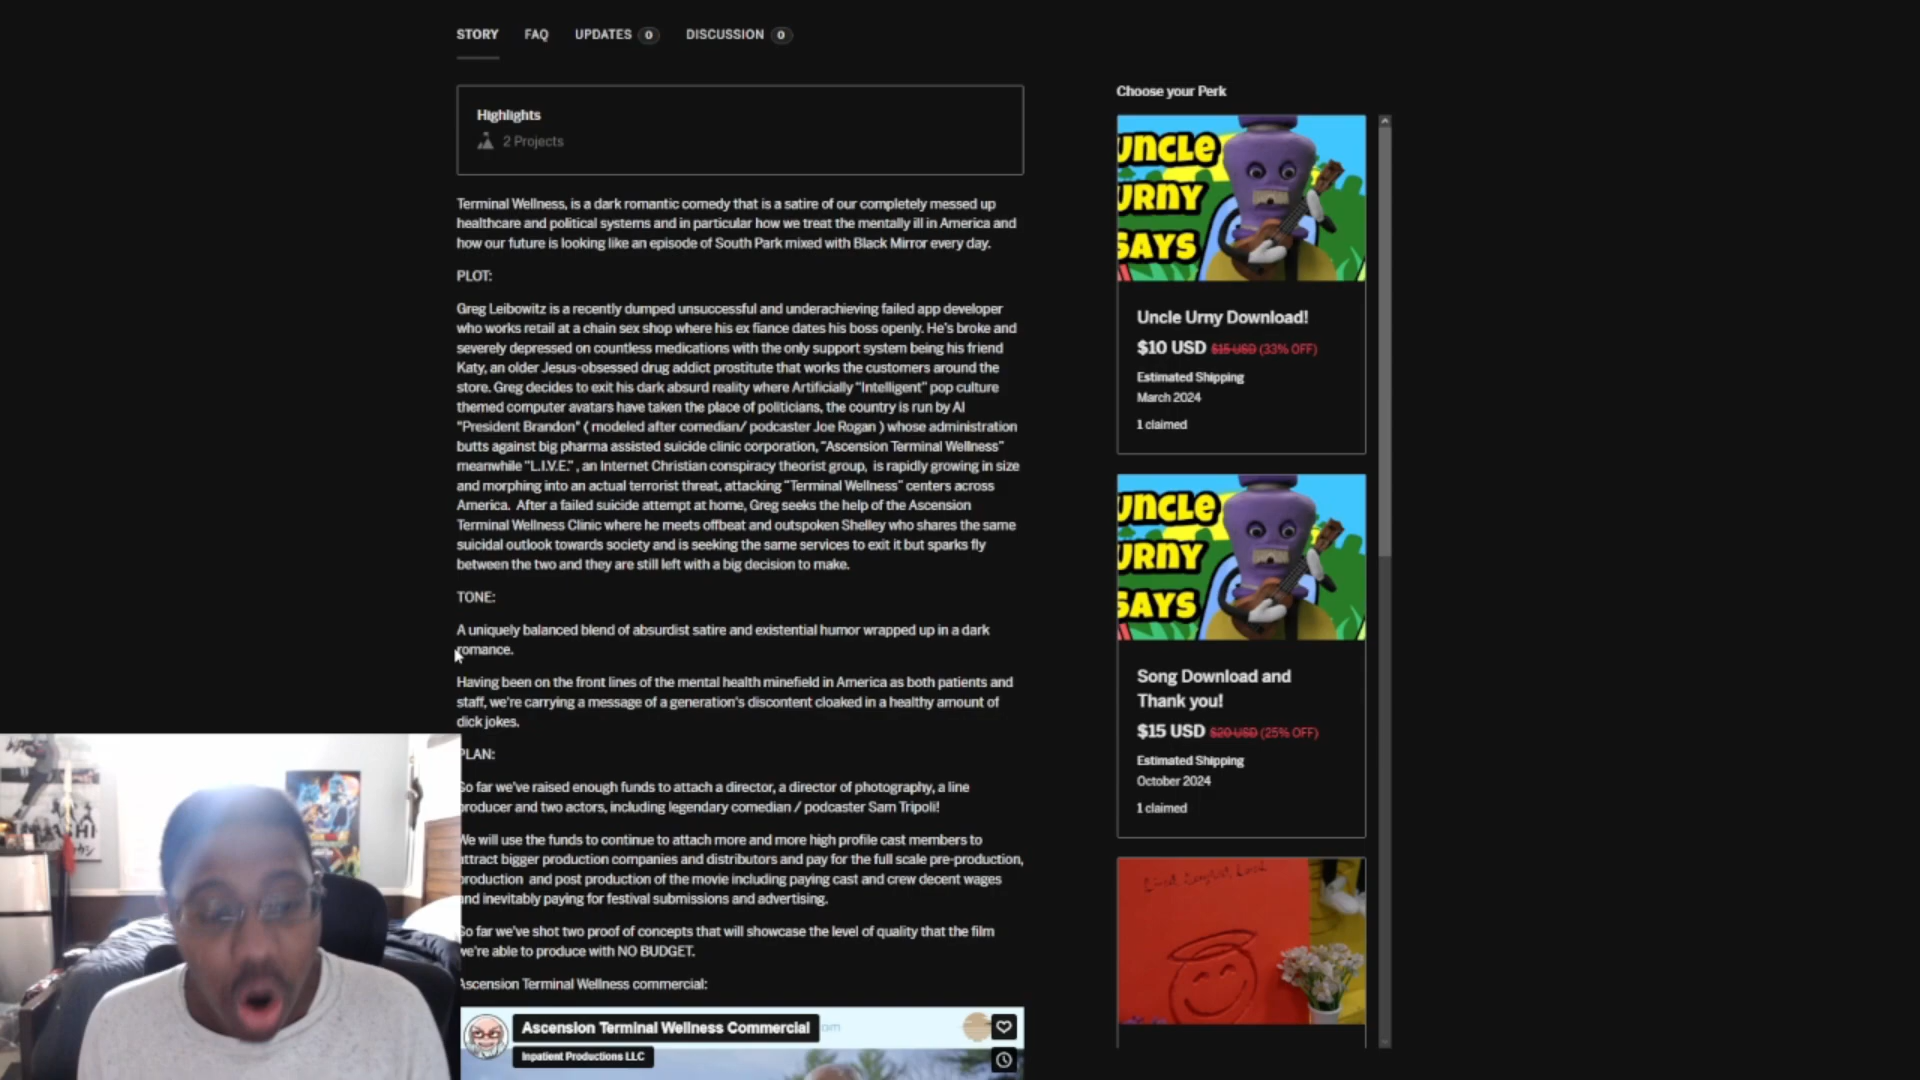 STORY FAQ UPDATES 0 DISCUSSION 0
Highlights
2 Projects
Terminal Wellness, is a dark romantic comedy that is a satire of our completely messed up
healthcare and political systems and in particular how we treat the mentally ill in America and
how our future is looking like an episode of South Park mixed with Black Mirror every day.
PLOT:
Greg Leibowitz is a recently dumped unsuccessful and underachieving failed app developer
who works retail at a chain sex shop where his ex fiance dates his boss openly. He's broke and
severely depressed on countless medications with the only support system being his friend
Katy, an older Jesus-obsessed drug addict prostitute that works the customers around the
store. Greg decides to exit his dark absurd reality where Artificially "Intelligent" pop culture
themed computer avatars have taken the place of politicians, the country is run by AI
"President Brandon" ( modeled after comedian/ podcaster Joe Rogan ) whose administration
butts against big pharma assisted suicide clinic corporation, "Ascension Terminal Wellness"
meanwhile "L.I.V.E." , an Internet Christian conspiracy theorist group, is rapidly growing in size
and morphing into an actual terrorist threat, attacking "Terminal Wellness" centers across
America. After a failed suicide attempt at home, Greg seeks the help of the Ascension
Terminal Wellness Clinic where he meets offbeat and outspoken Shelley who shares the same
suicidal outlook towards society and is seeking the same services to exit it but sparks fly
between the two and they are still left with a big decision to make.
TONE:
A uniquely balanced blend of absurdist satire and existential humor wrapped up in a dark
romance.
Having been on the front lines of the mental health minefield in America as both patients and
staff, we're carrying a message of a generation's discontent cloaked in a healthy amount of
dick jokes.
PLAN:
So far we've raised enough funds to attach a director, a director of photography, a line
producer and two actors, including legendary comedian / podcaster Sam Tripoli!
We will use the funds to continue to attach more and more high profile cast members to
attract bigger production companies and distributors and pay for the full scale pre-production,
production and post production of the movie including paying cast and crew decent wages
and inevitably paying for festival submissions and advertising.
So far we've shot two proof of concepts that will showcase the level of quality that the film
we're able to produce with NO BUDGET.
Ascension Terminal Wellness commercial:
Ascension Terminal Wellness Commercial
Inpatient Productions LLC
Choose your Perk
UNCLE
URNY
SAYS
Uncle Urny Download!
$10 USD $15 USD (33% OFF)
Estimated Shipping
March 2024
1 claimed
UNCLE
URNY
SAYS
Song Download and
Thank you!
$15 USD $20 USD (25% OFF)
Estimated Shipping
October 2024
1 claimed